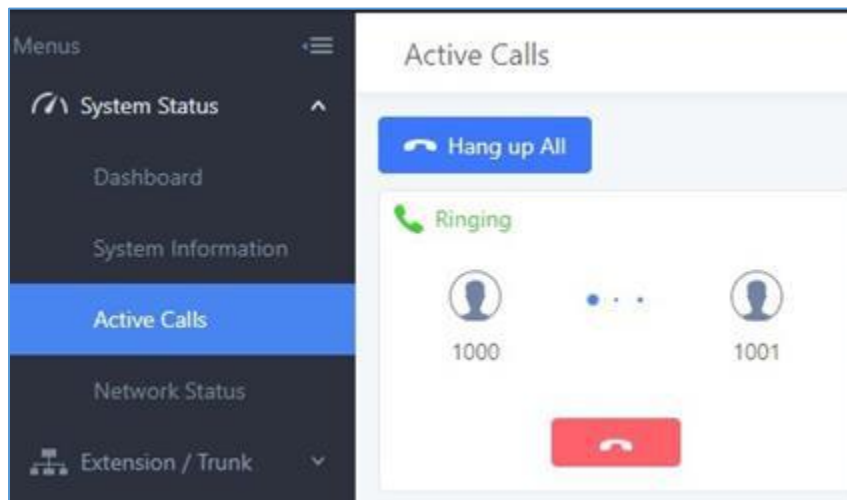 Menus
System Status
Dashboard
System Information
Active Calls
Network Status
Extension / Trunk
Active Calls
Hang up All
Ringing
1000
1001